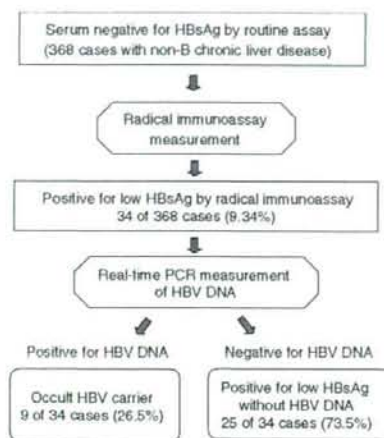 Serum negative for HBsAg by routine assay
(368 cases with non-B chronic liver disease)
Radical immunoassay
measurement
Positive for low HBsAg by radical immunoassay
34 of 368 cases (9.34%)
Real-time PCR measurement
of HBV DNA
Positive for HBV DNA
Negative for HBV DNA
Occult HBV carrier
9 of 34 cases (26.5%)
Positive for low HBsAg
without HBV DNA
25 of 34 cases (73.5%)